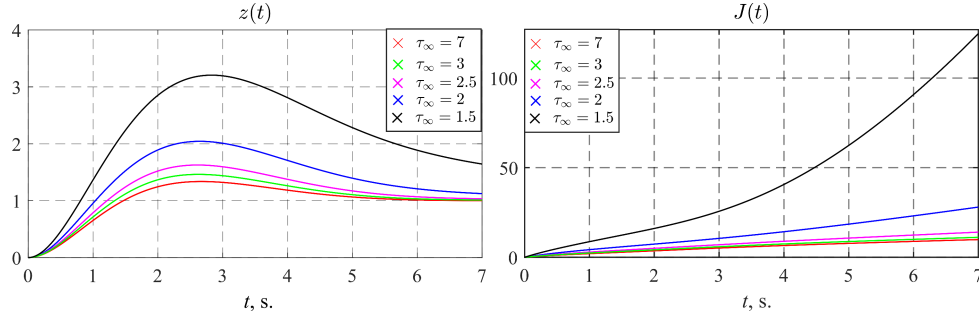 z(t)
4
3
2
1
0
0 1 2 3 4 5 6 7
t, s.
τ∞ = 7
τ∞ = 3
τ∞ = 2.5
τ∞ = 2
τ∞ = 1.5
J(t)
100
50
0
0 1 2 3 4 5 6 7
t, s.
τ∞ = 7
τ∞ = 3
τ∞ = 2.5
τ∞ = 2
τ∞ = 1.5